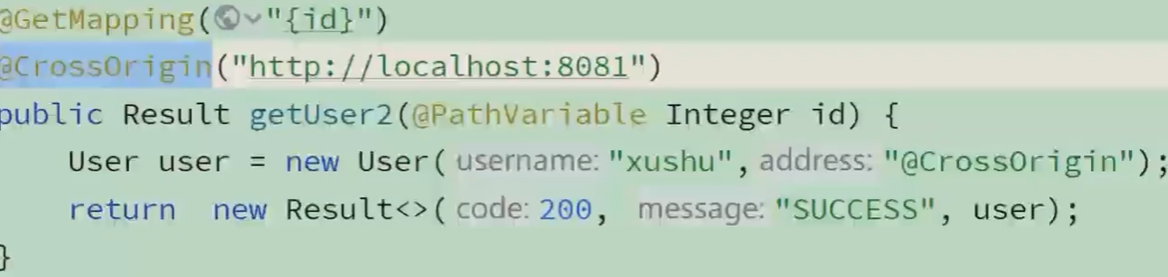 @GetMapping("{id}")
@CrossOrigin("http://localhost:8081")
public Result getUser2(@PathVariable Integer id) {
    User user = new User( username: "xushu", address: "@CrossOrigin");
    return  new Result<>( code: 200,  message: "SUCCESS", user);
}